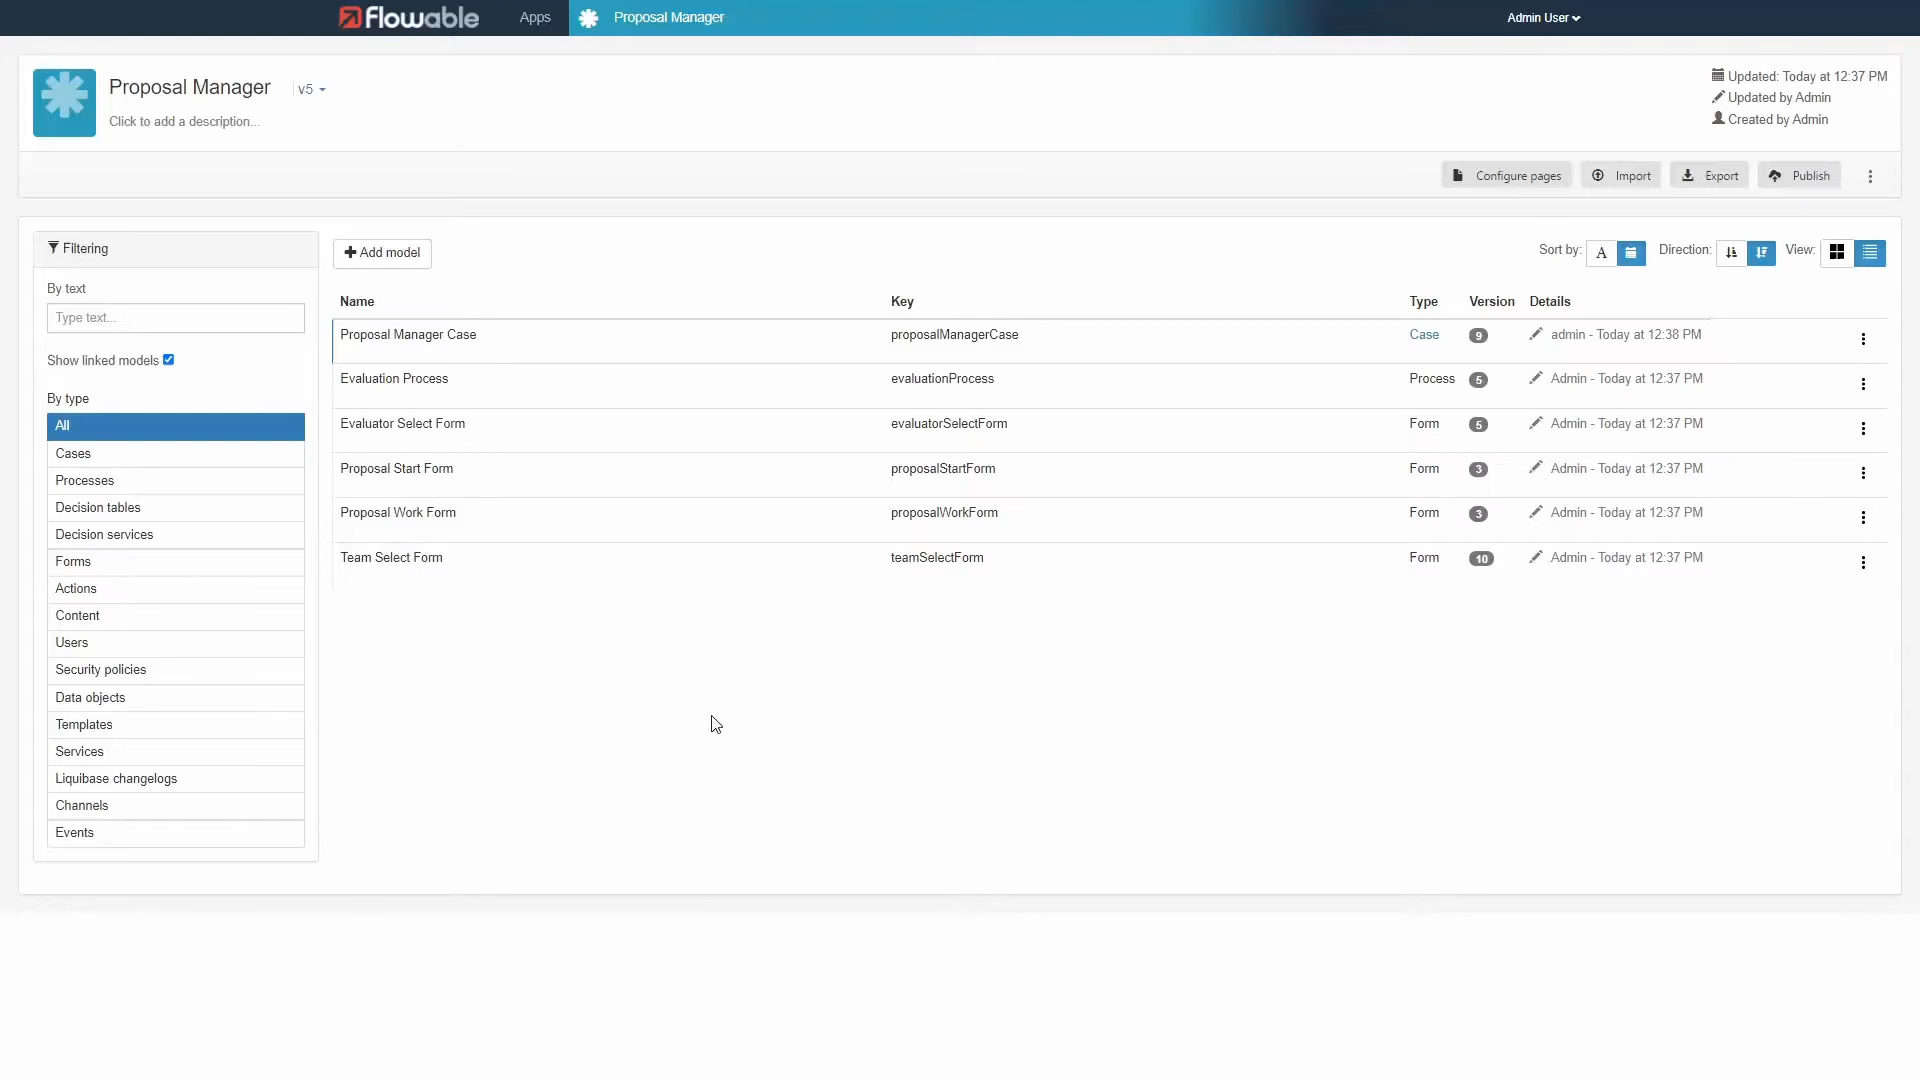 flowable Apps Proposal Manager Admin User
Proposal Manager v5
Click to add a description...
Updated: Today at 12:37 PM
Updated by Admin
Created by Admin
Configure pages Import Export Publish
Filtering
By text
Type text...
Show linked models
By type
All
Cases
Processes
Decision tables
Decision services
Forms
Actions
Content
Users
Security policies
Data objects
Templates
Services
Liquibase changelogs
Channels
Events
Add model
Sort by: A Direction: View:
Name Key Type Version Details
Proposal Manager Case proposalManagerCase Case 9 admin - Today at 12:38 PM
Evaluation Process evaluationProcess Process 5 Admin - Today at 12:37 PM
Evaluator Select Form evaluatorSelectForm Form 5 Admin - Today at 12:37 PM
Proposal Start Form proposalStartForm Form 3 Admin - Today at 12:37 PM
Proposal Work Form proposalWorkForm Form 3 Admin - Today at 12:37 PM
Team Select Form teamSelectForm Form 10 Admin - Today at 12:37 PM